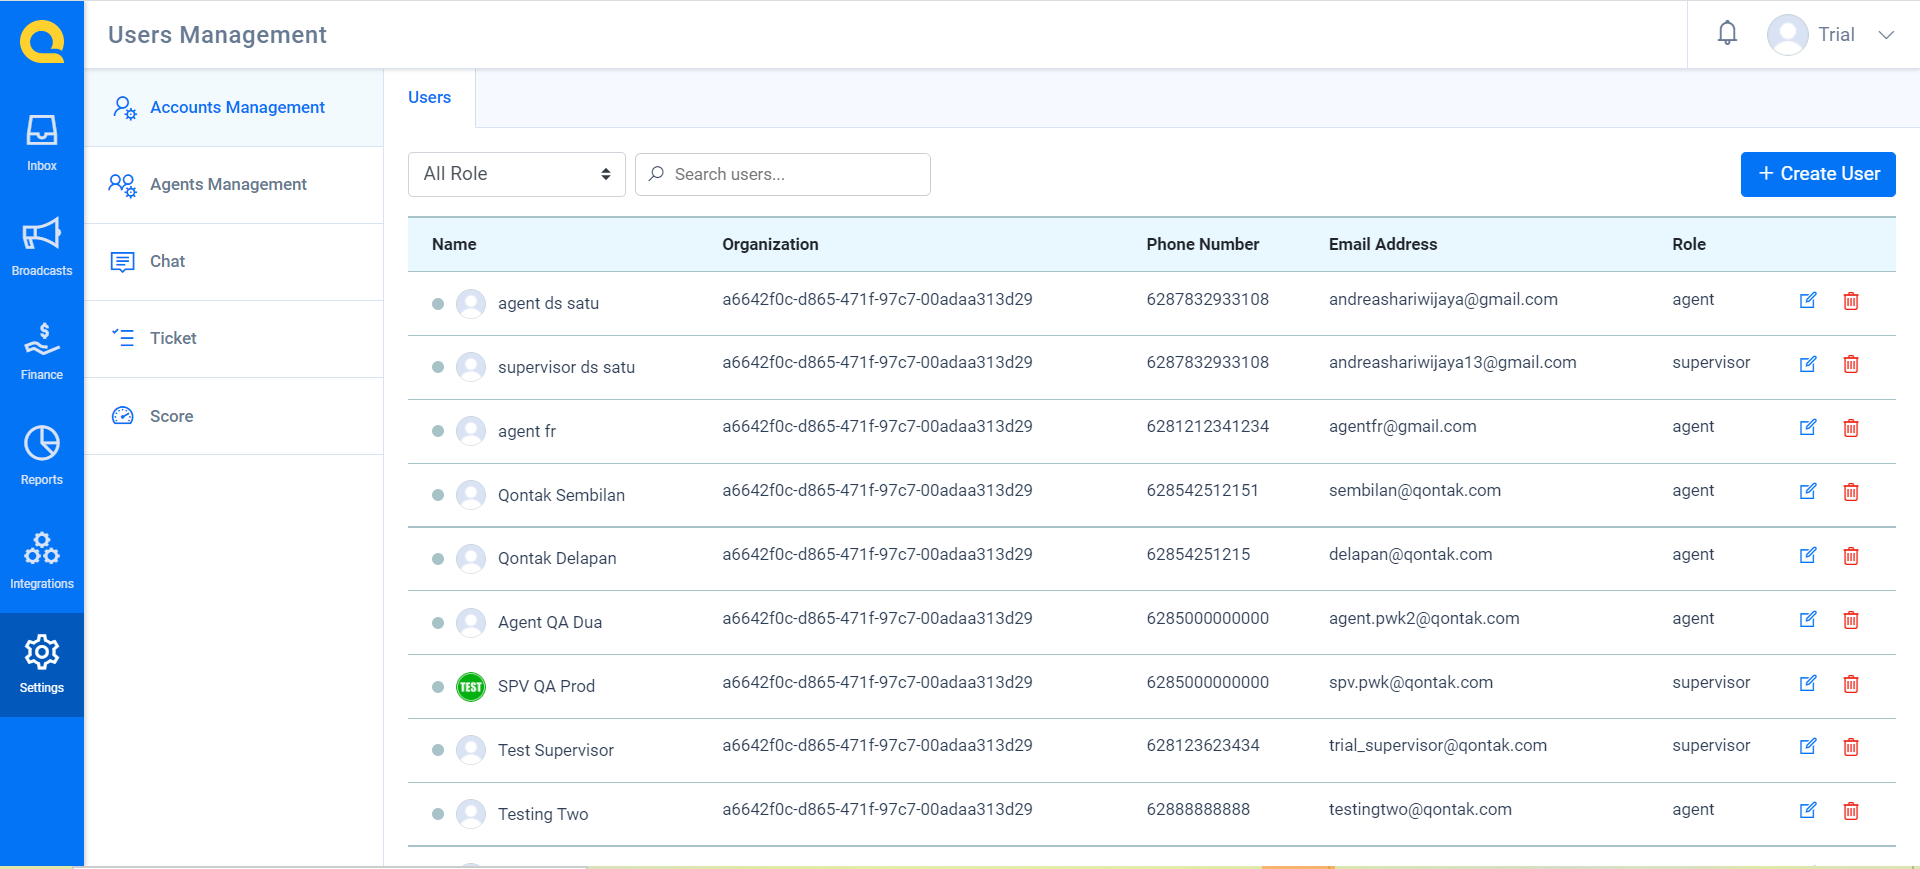 Users Management
Trial
Inbox
Broadcasts
Finance
Reports
Integrations
Settings
Accounts Management
Agents Management
Chat
Ticket
Score
Users
All Role
Search users...
+ Create User
Name Organization Phone Number Email Address Role
agent ds satu a6642f0c-d865-471f-97c7-00adaa313d29 6287832933108 andreashariwijaya@gmail.com agent
supervisor ds satu a6642f0c-d865-471f-97c7-00adaa313d29 6287832933108 andreashariwijaya13@gmail.com supervisor
agent fr a6642f0c-d865-471f-97c7-00adaa313d29 6281212341234 agentfr@gmail.com agent
Qontak Sembilan a6642f0c-d865-471f-97c7-00adaa313d29 628542512151 sembilan@qontak.com agent
Qontak Delapan a6642f0c-d865-471f-97c7-00adaa313d29 62854251215 delapan@qontak.com agent
Agent QA Dua a6642f0c-d865-471f-97c7-00adaa313d29 6285000000000 agent.pwk2@qontak.com agent
TEST SPV QA Prod a6642f0c-d865-471f-97c7-00adaa313d29 6285000000000 spv.pwk@qontak.com supervisor
Test Supervisor a6642f0c-d865-471f-97c7-00adaa313d29 628123623434 trial_supervisor@qontak.com supervisor
Testing Two a6642f0c-d865-471f-97c7-00adaa313d29 62888888888 testingtwo@qontak.com agent